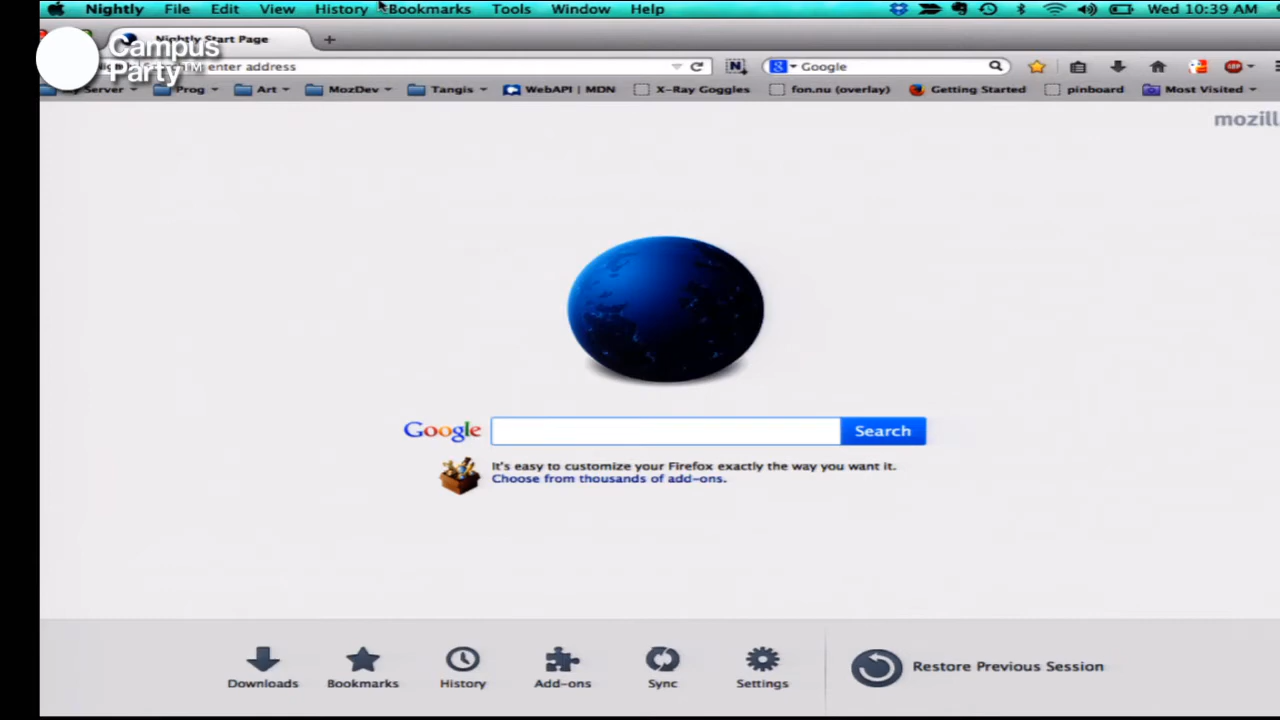 Nightly File Edit View History Bookmarks Tools Window Help Wed 10:39 AM
Nightly Start Page
Campus
Party™
enter address Google
Server Prog Art MozDev Tangis WebAPI | MDN X-Ray Goggles fon.nu (overlay) Getting Started pinboard Most Visited
mozill
Google Search
It's easy to customize your Firefox exactly the way you want it.
Choose from thousands of add-ons.
Downloads Bookmarks History Add-ons Sync Settings Restore Previous Session